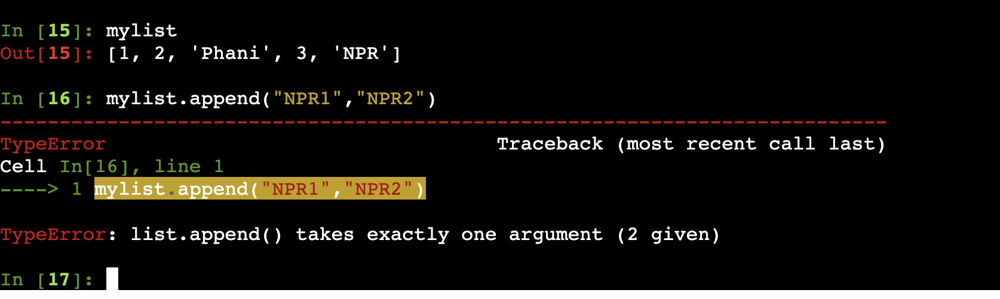 In [15]: mylist
Out[15]: [1, 2, 'Phani', 3, 'NPR']
In [16]: mylist.append("NPR1","NPR2")
---------------------------------------------------------------------------
TypeError                                 Traceback (most recent call last)
Cell In[16], line 1
----> 1 mylist.append("NPR1","NPR2")
TypeError: list.append() takes exactly one argument (2 given)
In [17]: